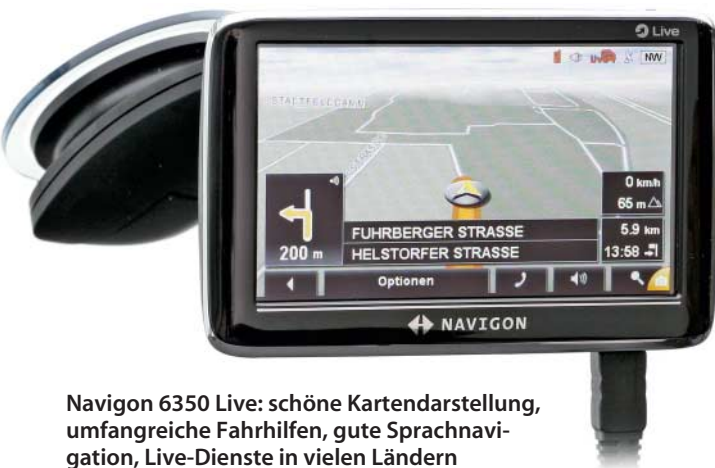 Live
NW
0 km/h
65 m
200 m
FUHRBERGER STRASSE
5.9 km
HELSTORFER STRASSE
13:58
Optionen
NAVIGON
Navigon 6350 Live: schöne Kartendarstellung,
umfangreiche Fahrhilfen, gute Sprachnavi-
gation, Live-Dienste in vielen Ländern